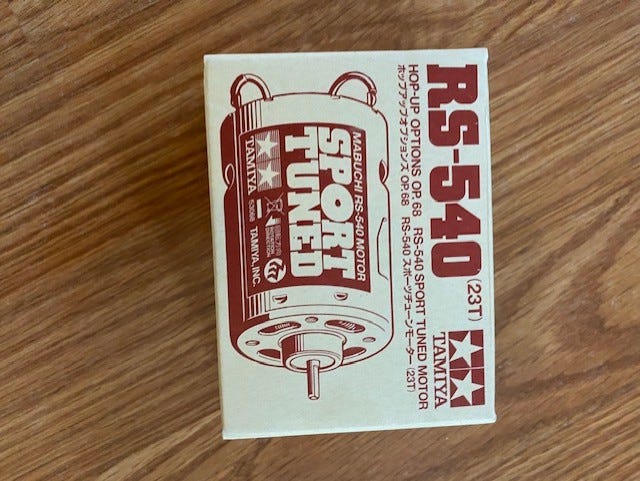 RS-540 (23T)
HOP-UP OPTIONS OP.68 RS-540 SPORT TUNED MOTOR
ホップアップオプションズ OP.68 RS-540 スポーツチューンモーター (23T)
TAMIYA
MABUCHI RS-540 MOTOR
SPORT
TUNED
TAMIYA
53068
TAMIYA, INC.